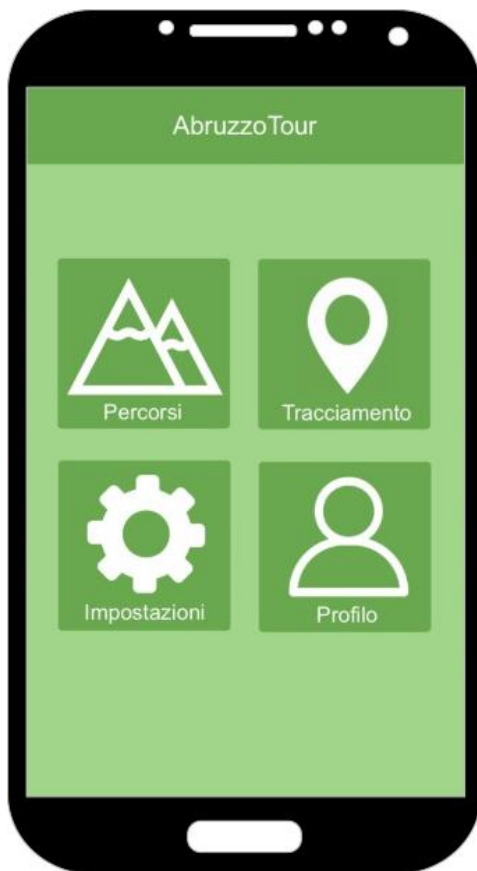 AbruzzoTour
Percorsi
Tracciamento
Impostazioni
Profilo